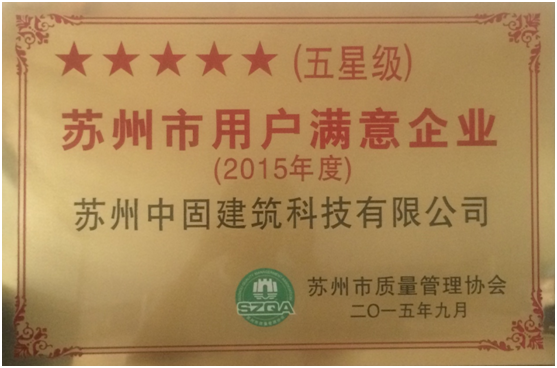 ★★★★★(五星级)
苏州市用户满意企业
(2015年度)
苏州中固建筑科技有限公司
SZQA
苏州市质量管理协会
二〇一五年九月